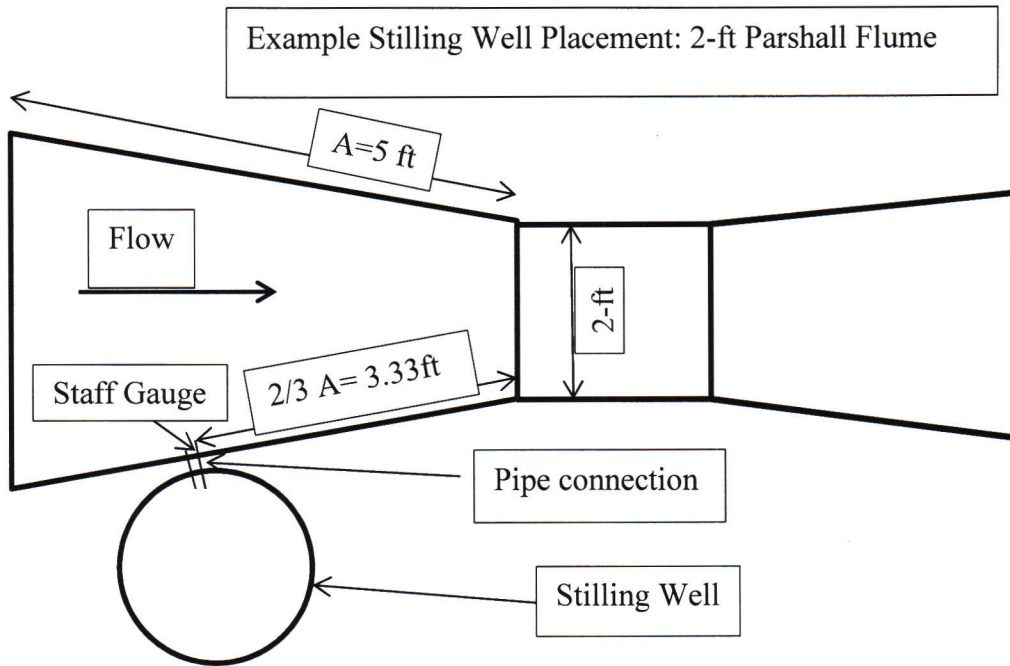 Example Stilling Well Placement: 2-ft Parshall Flume
A=5 ft
Flow
2-ft
2/3 A= 3.33ft
Staff Gauge
Pipe connection
Stilling Well